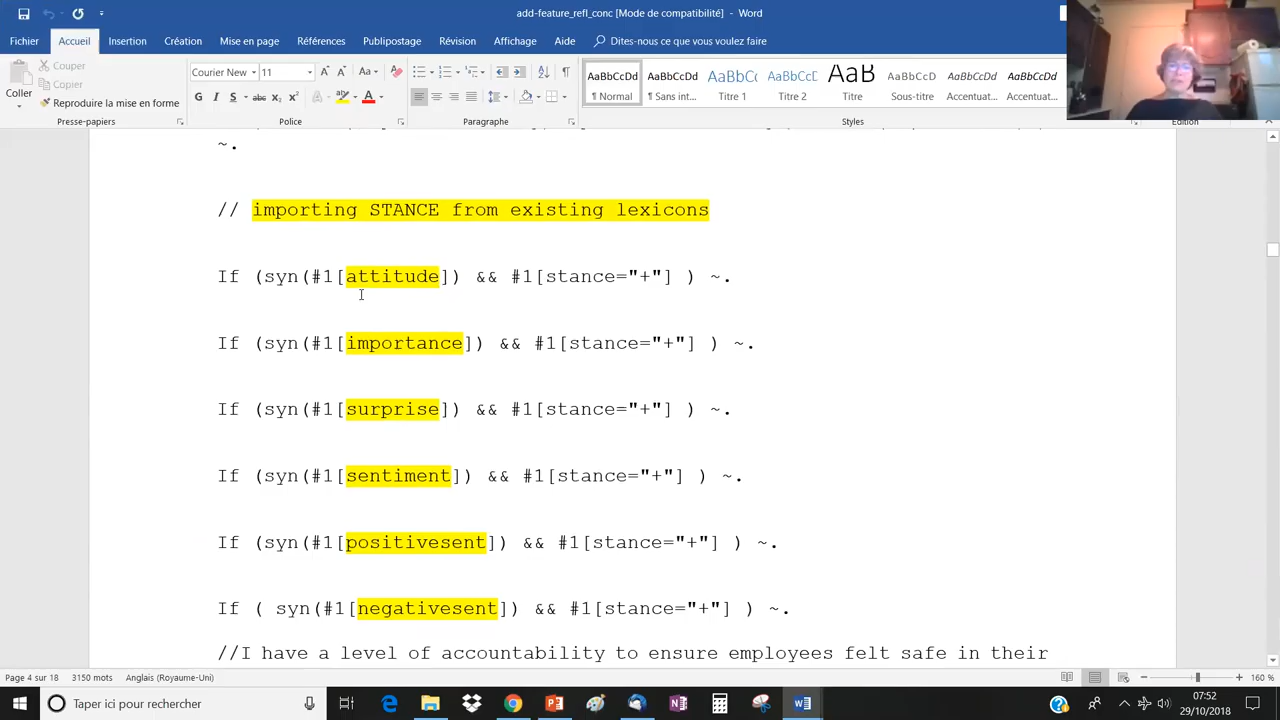 add-feature_refl_conc [Mode de compatibilité] - Word
Fichier Accueil Insertion Création Mise en page Références Publipostage Révision Affichage Aide Dites-nous ce que vous voulez faire
Coller
Couper
Copier
Reproduire la mise en forme
Presse-papiers
Courier New 11
Police
Paragraphe
AaBbCcDd AaBbCcDd AaBbC AaBbCcD AaB AaBbCcD AaBbCcDd AaBbCcDd
¶ Normal ¶ Sans int... Titre 1 Titre 2 Titre Sous-titre Accentuat... Accentuat...
Styles
Édition
~.
// importing STANCE from existing lexicons
If (syn(#1[attitude]) && #1[stance="+"] ) ~.
If (syn(#1[importance]) && #1[stance="+"] ) ~.
If (syn(#1[surprise]) && #1[stance="+"] ) ~.
If (syn(#1[sentiment]) && #1[stance="+"] ) ~.
If (syn(#1[positivesent]) && #1[stance="+"] ) ~.
If ( syn(#1[negativesent]) && #1[stance="+"] ) ~.
//I have a level of accountability to ensure employees felt safe in their
Page 4 sur 18 3150 mots Anglais (Royaume-Uni) 160 %
Taper ici pour rechercher
07:52
29/10/2018